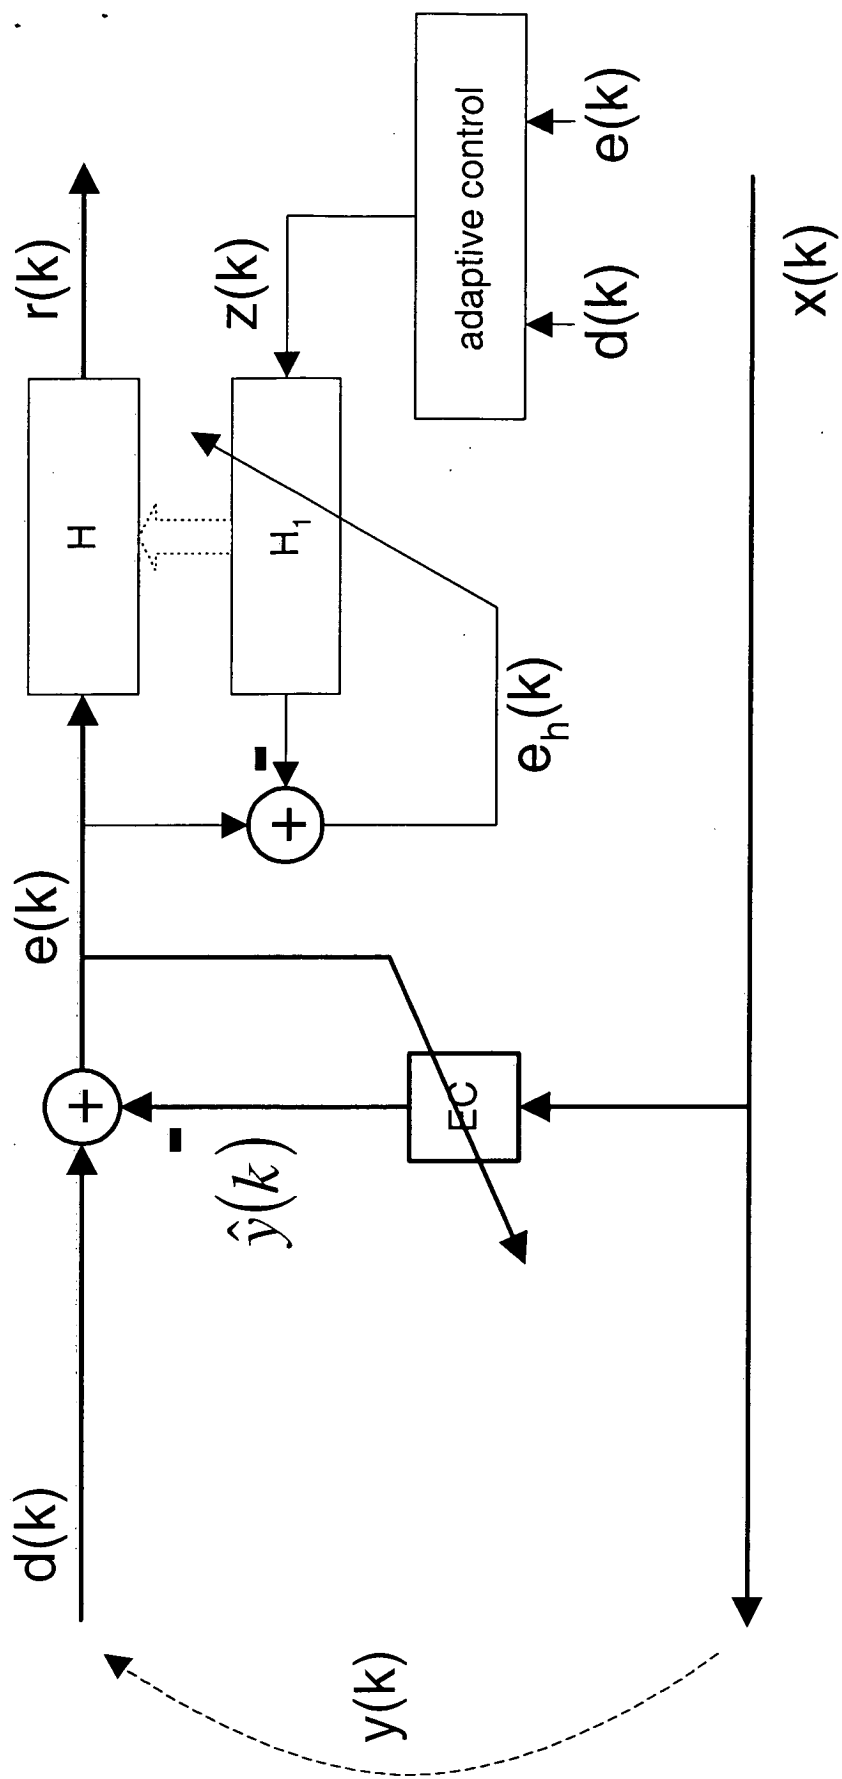 d(k)
e(k)
r(k)
+
-
H
y(k)
ŷ(k)
+
-
H₁
z(k)
EC
eₕ(k)
adaptive control
d(k)
e(k)
x(k)